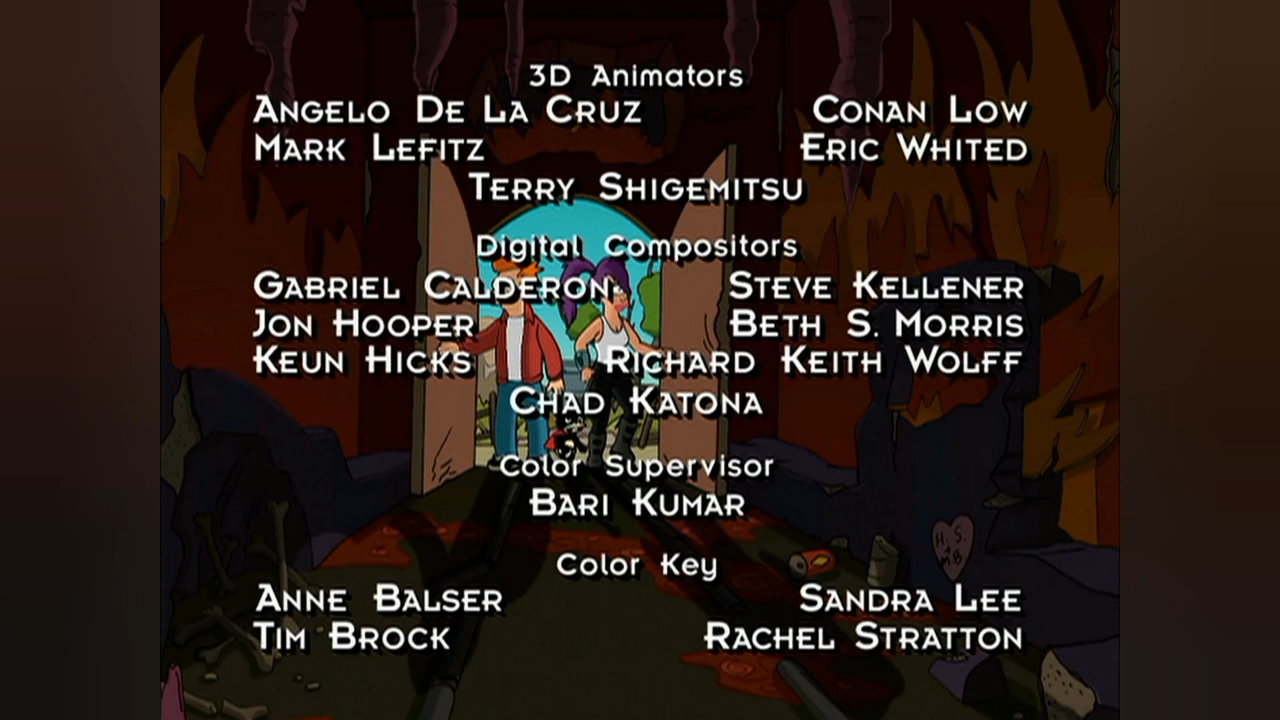 3D Animators
Angelo De La Cruz Conan Low
Mark Lefitz Eric Whited
Terry Shigemitsu
Digital Compositors
Gabriel Calderon Steve Kellener
Jon Hooper Beth S. Morris
Keun Hicks Richard Keith Wolff
Chad Katona
Color Supervisor
Bari Kumar
Color Key
Anne Balser Sandra Lee
Tim Brock Rachel Stratton
H. S.
+
M B